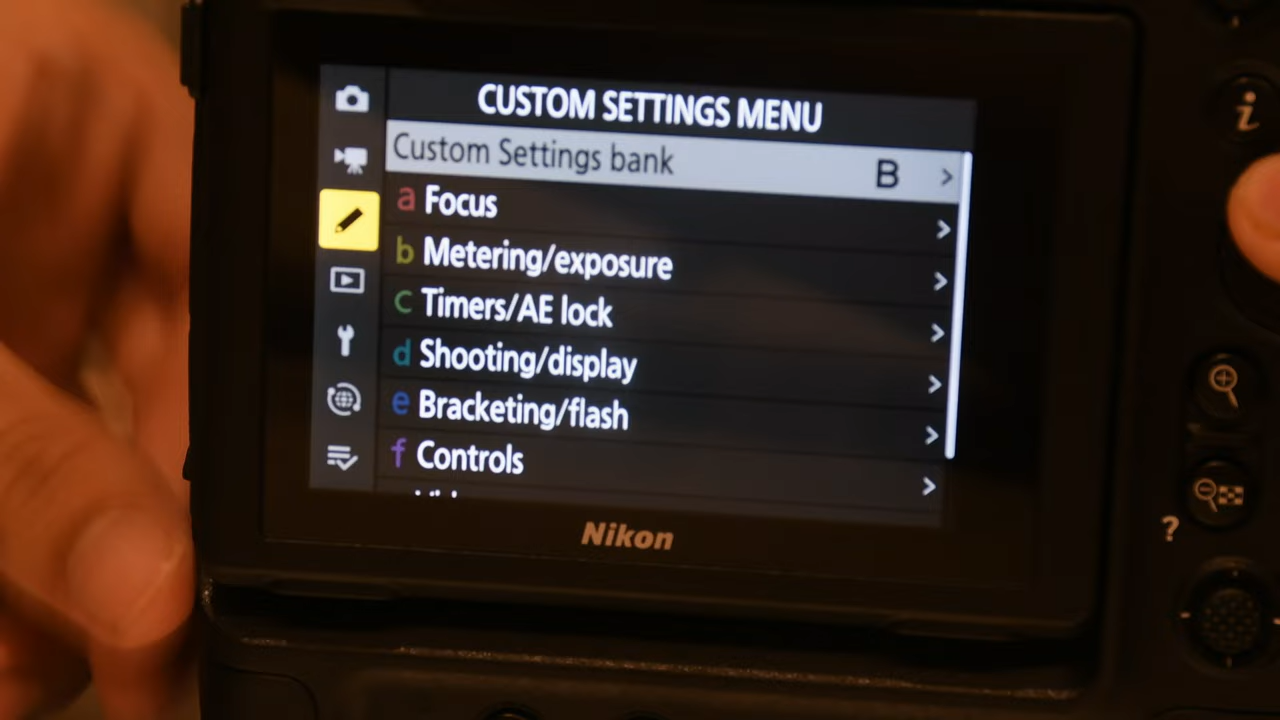 CUSTOM SETTINGS MENU
Custom Settings bank B >
a Focus >
b Metering/exposure >
c Timers/AE lock >
d Shooting/display >
e Bracketing/flash >
f Controls >
Nikon
i
?